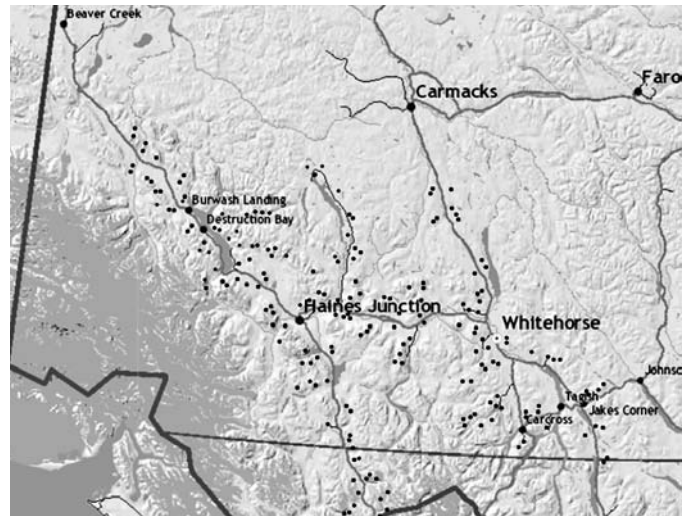 Beaver Creek
Faro
Carmacks
Burwash Landing
Destruction Bay
Haines Junction
Whitehorse
Johnso
Tagish
Jakes Corner
Carcross